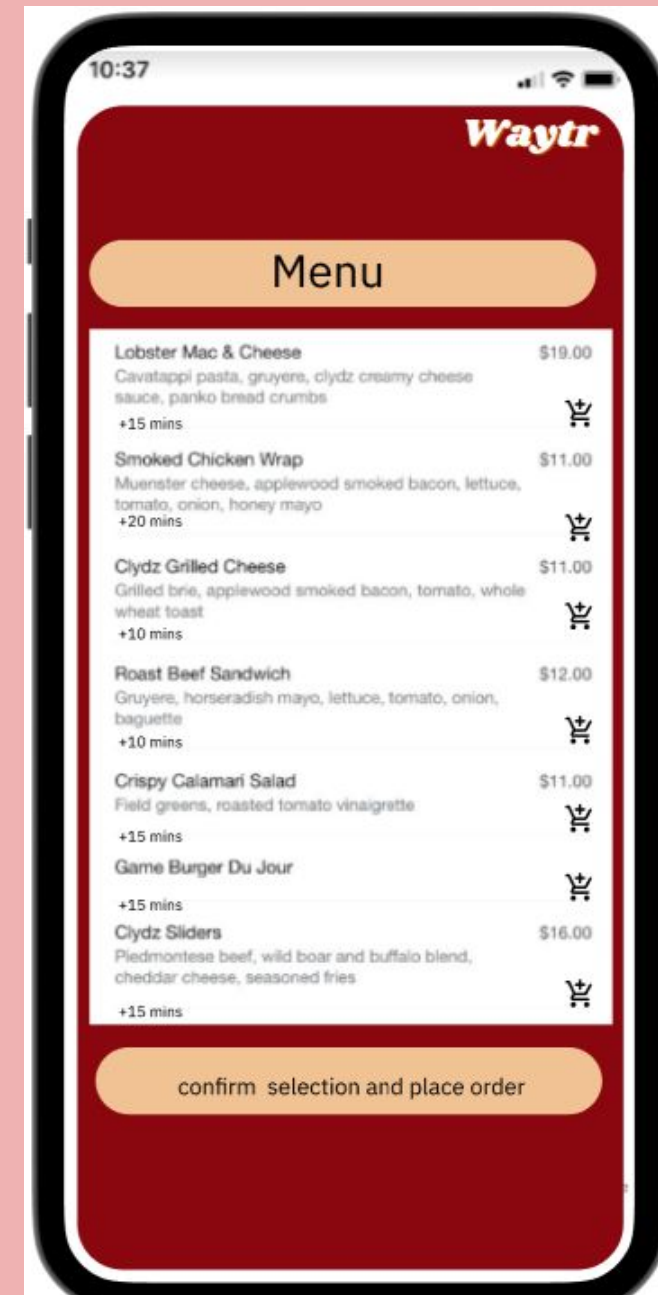 10:37
Waytr
Menu
Lobster Mac & Cheese $19.00
Cavatappi pasta, gruyere, clydz creamy cheese
sauce, panko bread crumbs
+15 mins
Smoked Chicken Wrap $11.00
Muenster cheese, applewood smoked bacon, lettuce,
tomato, onion, honey mayo
+20 mins
Clydz Grilled Cheese $11.00
Grilled brie, applewood smoked bacon, tomato, whole
wheat toast
+10 mins
Roast Beef Sandwich $12.00
Gruyere, horseradish mayo, lettuce, tomato, onion,
baguette
+10 mins
Crispy Calamari Salad $11.00
Field greens, roasted tomato vinaigrette
+15 mins
Game Burger Du Jour
+15 mins
Clydz Sliders $16.00
Piedmontese beef, wild boar and buffalo blend,
cheddar cheese, seasoned fries
+15 mins
confirm selection and place order